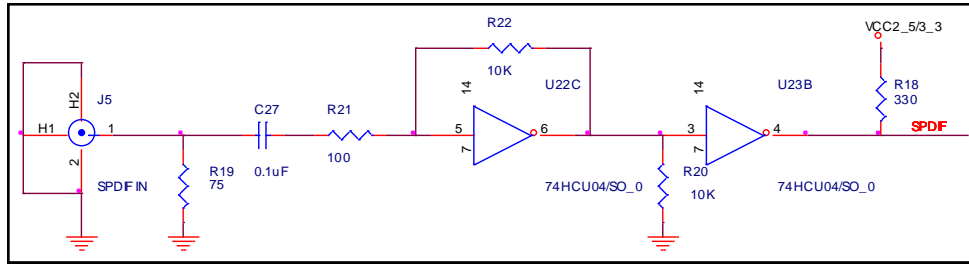 R22
VCC2_5/3_3
10K
J5
H2
14
U22C
14
U23B
R18
330
C27
R21
H1
1
5
6
3
4
SPDIF
2
SPDIF IN
R19
75
0.1uF
100
7
7
R20
10K
74HCU04/SO_0
74HCU04/SO_0